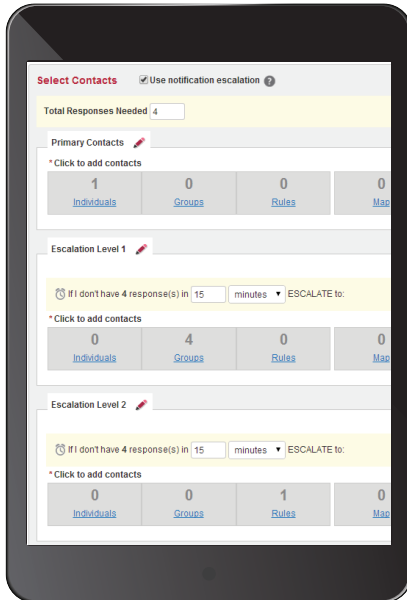 Select Contacts Use notification escalation ?
Total Responses Needed 4
Primary Contacts
* Click to add contacts
1 0 0 0
Individuals Groups Rules Map
Escalation Level 1
If I don't have 4 response(s) in 15 minutes ESCALATE to:
* Click to add contacts
0 4 0 0
Individuals Groups Rules Map
Escalation Level 2
If I don't have 4 response(s) in 15 minutes ESCALATE to:
* Click to add contacts
0 0 1 0
Individuals Groups Rules Map